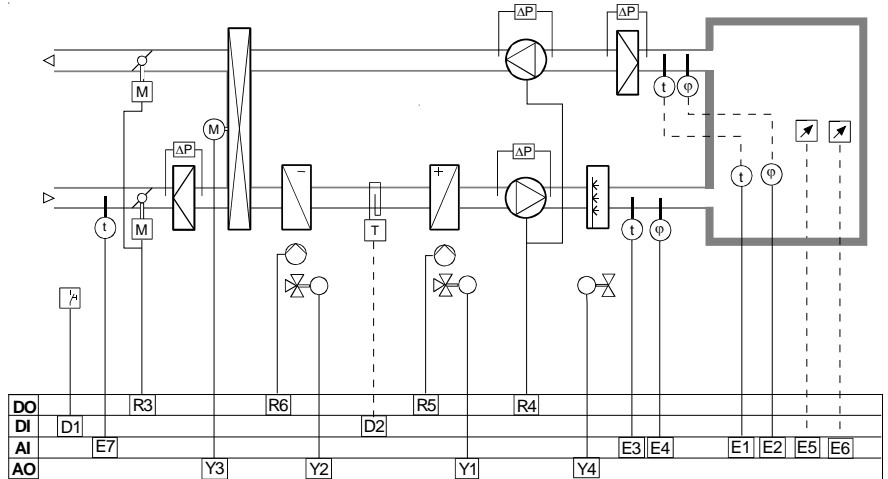 ΔP
ΔP
M
t
φ
M
ΔP
ΔP
−
+
t
φ
t
M
T
t
φ
DO
R3
R6
R5
R4
DI
D1
D2
AI
E7
E3
E4
E1
E2
E5
E6
AO
Y3
Y2
Y1
Y4